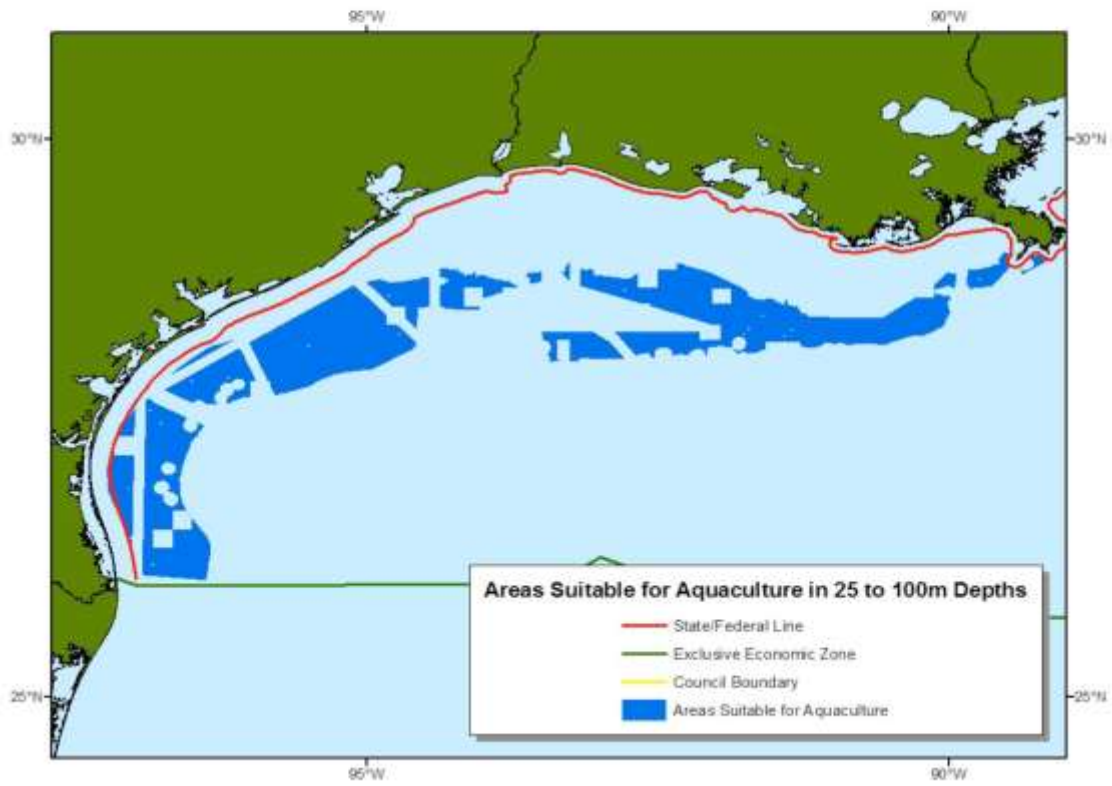 95°W 90°W
30°N 30°N
Areas Suitable for Aquaculture in 25 to 100m Depths
State/Federal Line
Exclusive Economic Zone
Council Boundary
Areas Suitable for Aquaculture
25°N 25°N
95°W 90°W